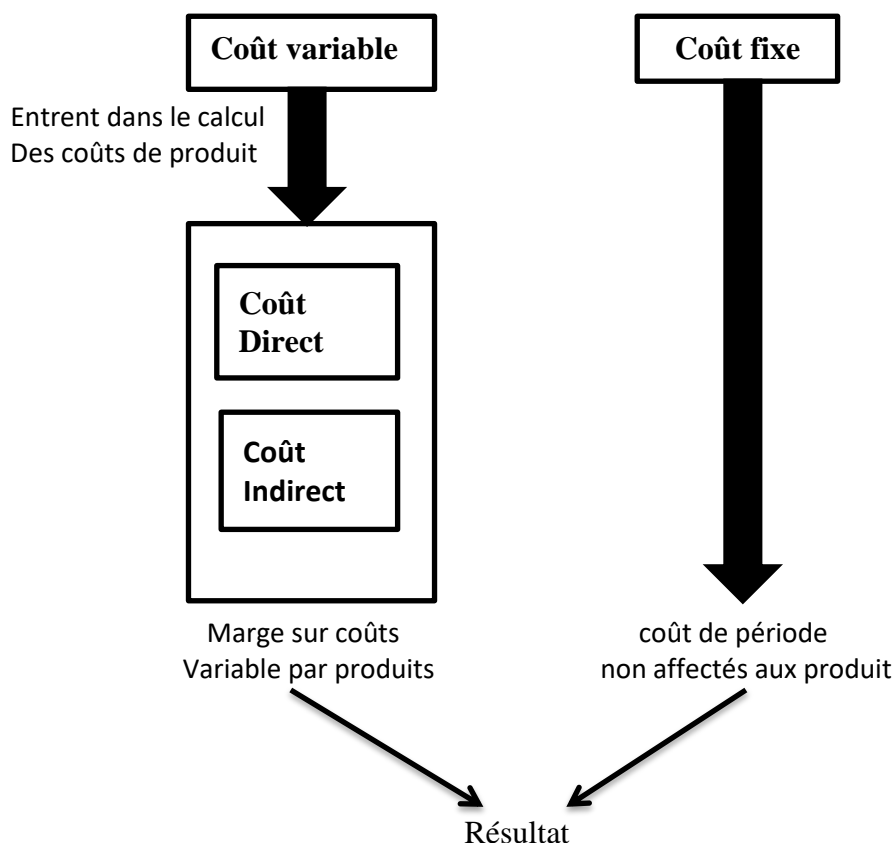 Coût variable
Coût fixe
Entrent dans le calcul
Des coûts de produit
Coût
Direct
Coût
Indirect
Marge sur coûts
Variable par produits
coût de période
non affectés aux produit
Résultat